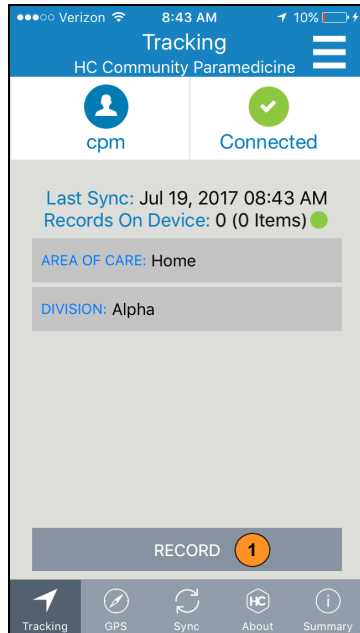 Verizon 8:43 AM 10%
Tracking
HC Community Paramedicine
cpm Connected
Last Sync: Jul 19, 2017 08:43 AM
Records On Device: 0 (0 Items)
AREA OF CARE: Home
DIVISION: Alpha
RECORD 1
HC
Tracking GPS Sync About Summary